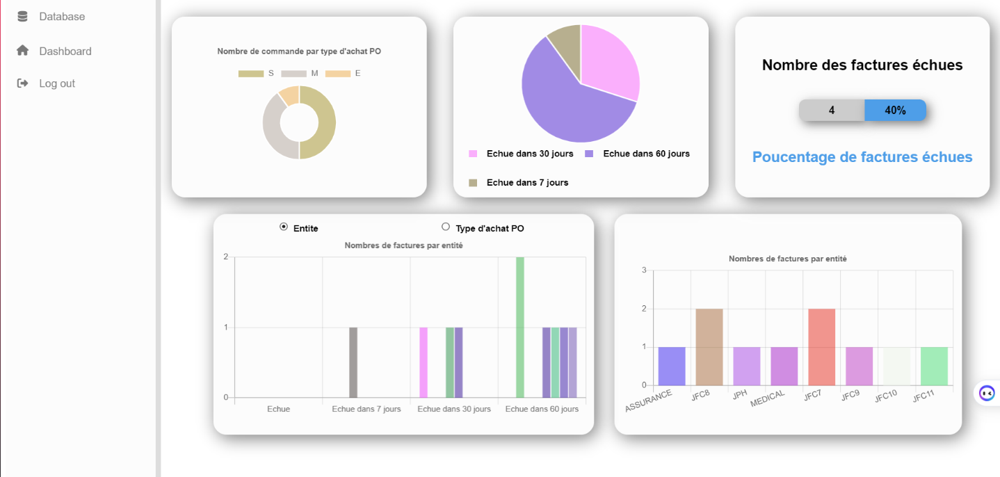 Database
Dashboard
Log out
Nombre de commande par type d'achat PO
S M E
Echue dans 30 jours Echue dans 60 jours
Echue dans 7 jours
Nombre des factures échues
4 40%
Poucentage de factures échues
Entite Type d'achat PO
Nombres de factures par entité
2
1
0
Echue Echue dans 7 jours Echue dans 30 jours Echue dans 60 jours
Nombres de factures par entité
3
2
1
0
ASSURANCE JFC8 JPH MEDICAL JFC7 JFC9 JFC10 JFC11